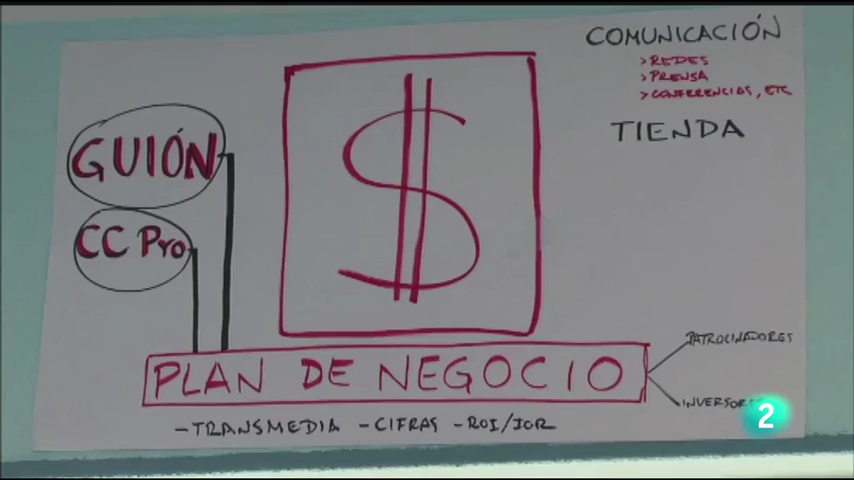 COMUNICACIÓN
>REDES
>PRENSA
>CONFERENCIAS, ETC
TIENDA
GUIÓN
CC Pro
$
PLAN DE NEGOCIO
PATROCINADORES
INVERSORES
-TRANSMEDIA -CIFRAS -ROI/IOR
2